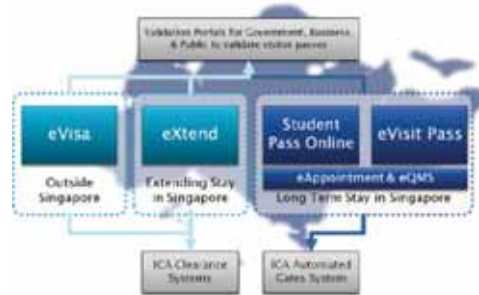 Validation Portals for Government, Business,
& Public to validate visitor passes
eVisa
eXtend
Student
Pass Online
eVisit Pass
eAppointment & eQMS
Outside
Singapore
Extending Stay
in Singapore
Long Term Stay in Singapore
ICA Clearance
Systems
ICA Automated
Gates System